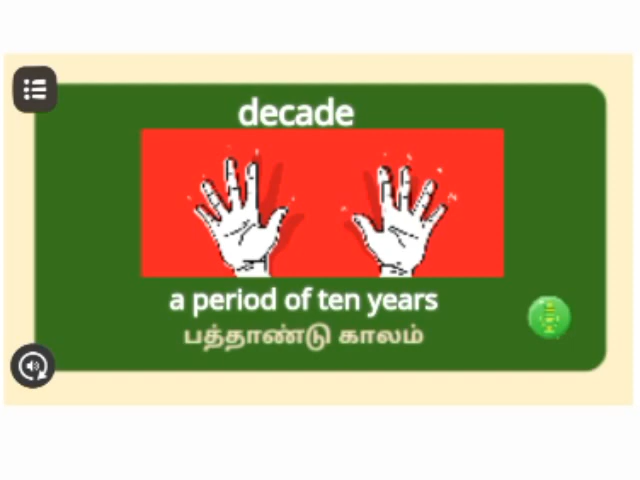 decade
a period of ten years
பத்தாண்டு காலம்